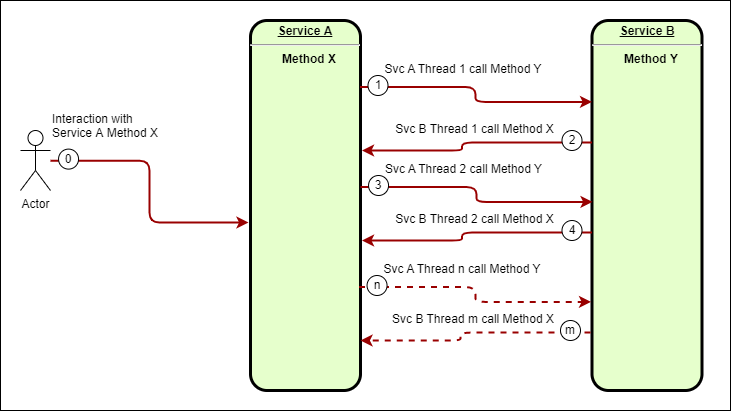 Service A
Service B
Method X
Method Y
Svc A Thread 1 call Method Y
1
Interaction with
Service A Method X
0
Actor
Svc B Thread 1 call Method X
2
Svc A Thread 2 call Method Y
3
Svc B Thread 2 call Method X
4
Svc A Thread n call Method Y
n
Svc B Thread m call Method X
m